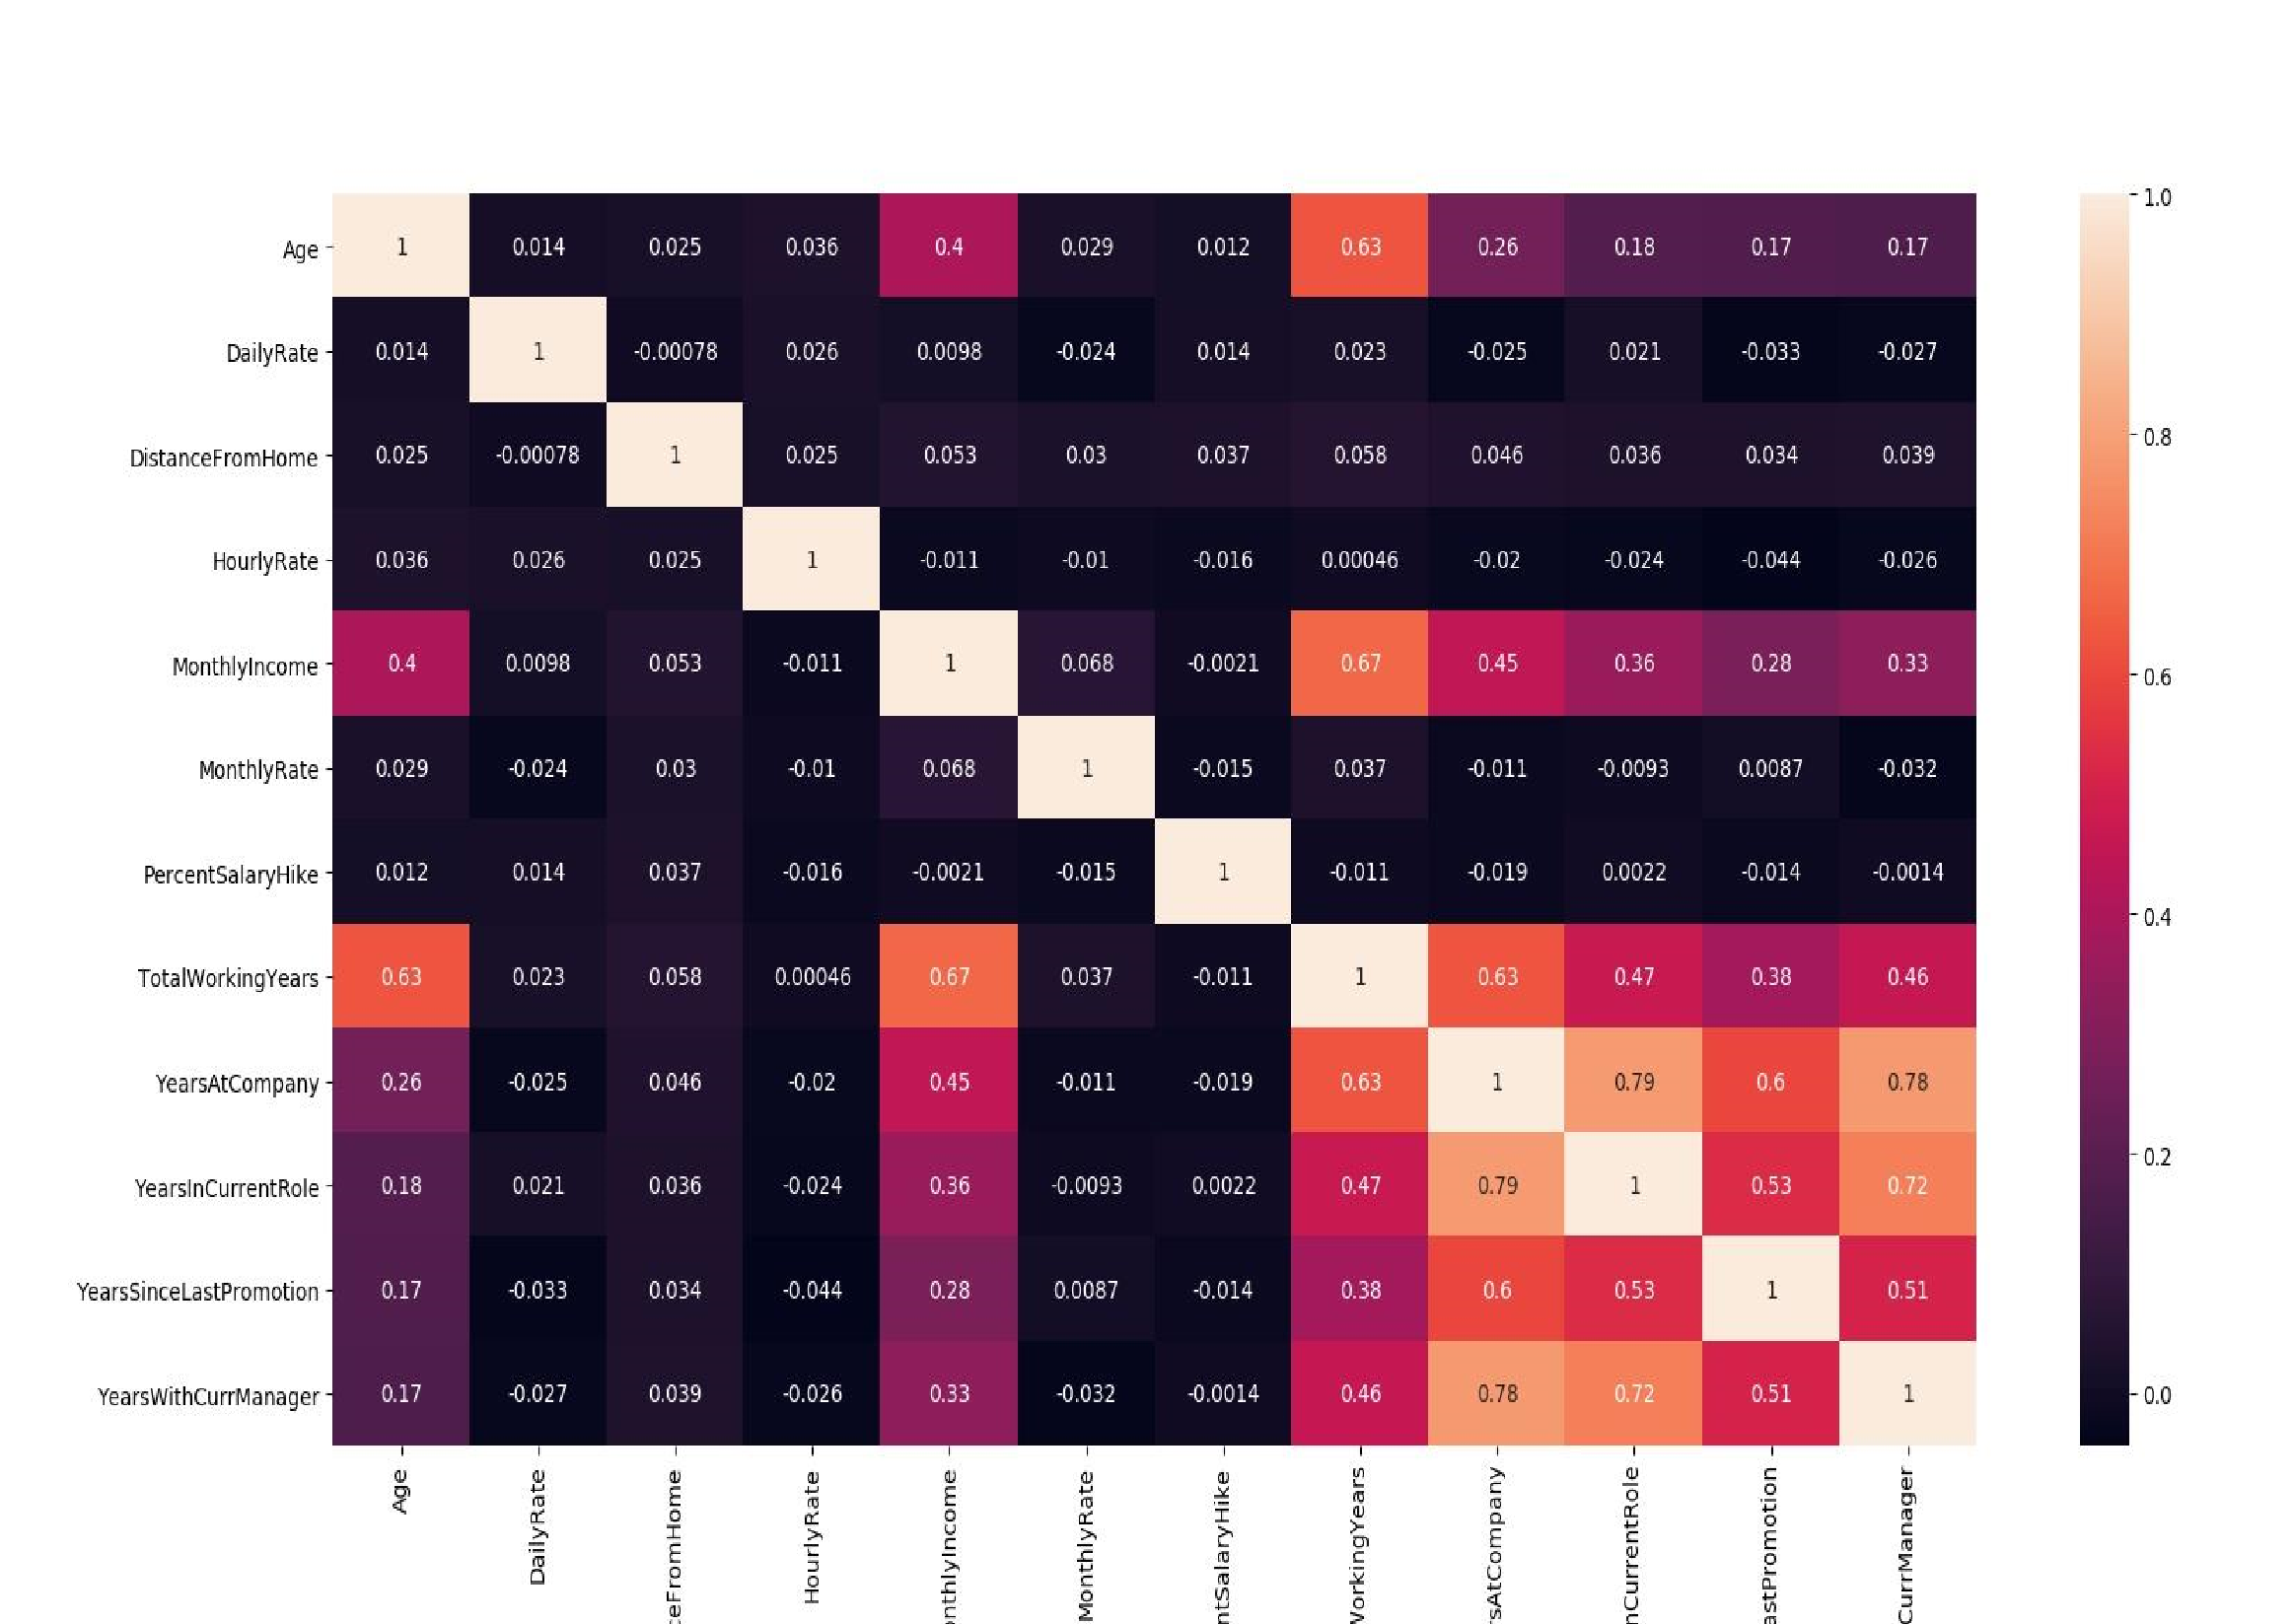 1.0
Age 1 0.014 0.025 0.036 0.4 0.029 0.012 0.63 0.26 0.18 0.17 0.17
DailyRate 0.014 1 -0.00078 0.026 0.0098 -0.024 0.014 0.023 -0.025 0.021 -0.033 -0.027
0.8
DistanceFromHome 0.025 -0.00078 1 0.025 0.053 0.03 0.037 0.058 0.046 0.036 0.034 0.039
HourlyRate 0.036 0.026 0.025 1 -0.011 -0.01 -0.016 0.00046 -0.02 -0.024 -0.044 -0.026
MonthlyIncome 0.4 0.0098 0.053 -0.011 1 0.068 -0.0021 0.67 0.45 0.36 0.28 0.33
0.6
MonthlyRate 0.029 -0.024 0.03 -0.01 0.068 1 -0.015 0.037 -0.011 -0.0093 0.0087 -0.032
PercentSalaryHike 0.012 0.014 0.037 -0.016 -0.0021 -0.015 1 -0.011 -0.019 0.0022 -0.014 -0.0014
0.4
TotalWorkingYears 0.63 0.023 0.058 0.00046 0.67 0.037 -0.011 1 0.63 0.47 0.38 0.46
YearsAtCompany 0.26 -0.025 0.046 -0.02 0.45 -0.011 -0.019 0.63 1 0.79 0.6 0.78
0.2
YearsInCurrentRole 0.18 0.021 0.036 -0.024 0.36 -0.0093 0.0022 0.47 0.79 1 0.53 0.72
YearsSinceLastPromotion 0.17 -0.033 0.034 -0.044 0.28 0.0087 -0.014 0.38 0.6 0.53 1 0.51
YearsWithCurrManager 0.17 -0.027 0.039 -0.026 0.33 -0.032 -0.0014 0.46 0.78 0.72 0.51 1
0.0
Age
DailyRate
ceFromHome
HourlyRate
onthlyIncome
MonthlyRate
ntSalaryHike
WorkingYears
rsAtCompany
nCurrentRole
astPromotion
CurrManager